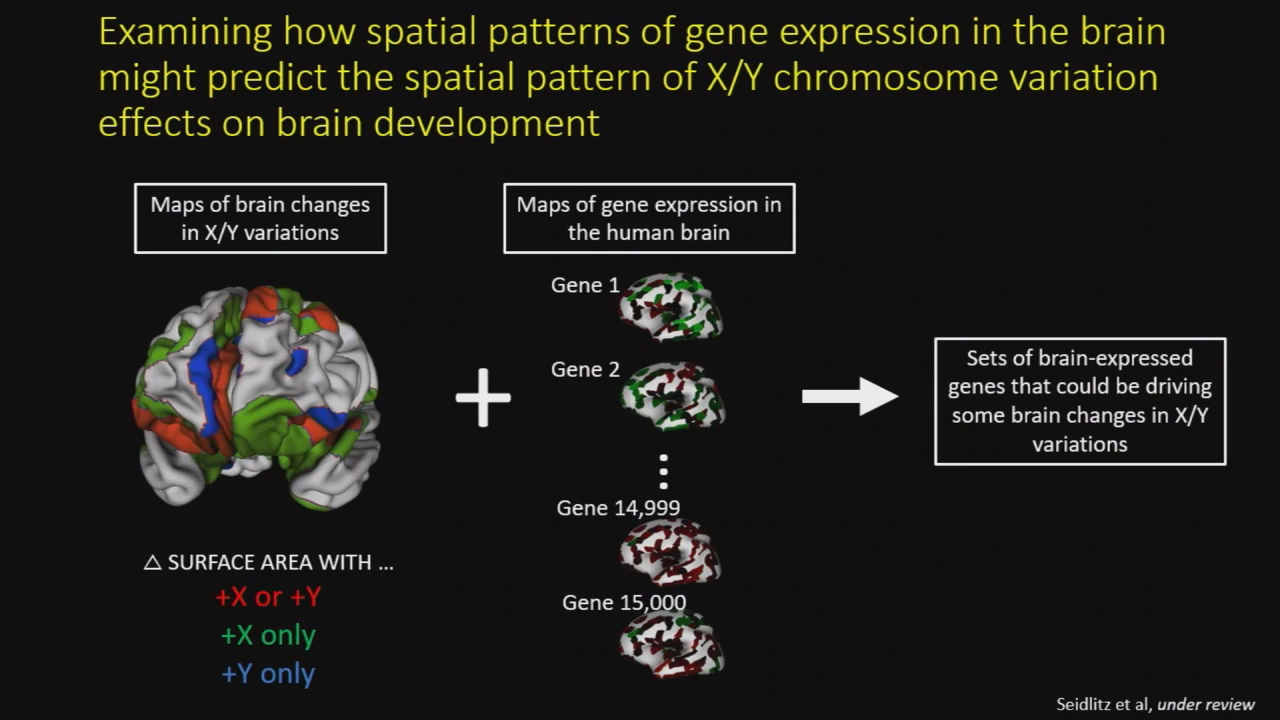 Examining how spatial patterns of gene expression in the brain
might predict the spatial pattern of X/Y chromosome variation
effects on brain development
Maps of brain changes
in X/Y variations
Maps of gene expression in
the human brain
Gene 1
Gene 2
Gene 14,999
Gene 15,000
Sets of brain-expressed
genes that could be driving
some brain changes in X/Y
variations
△ SURFACE AREA WITH ...
+X or +Y
+X only
+Y only
Seidlitz et al, under review